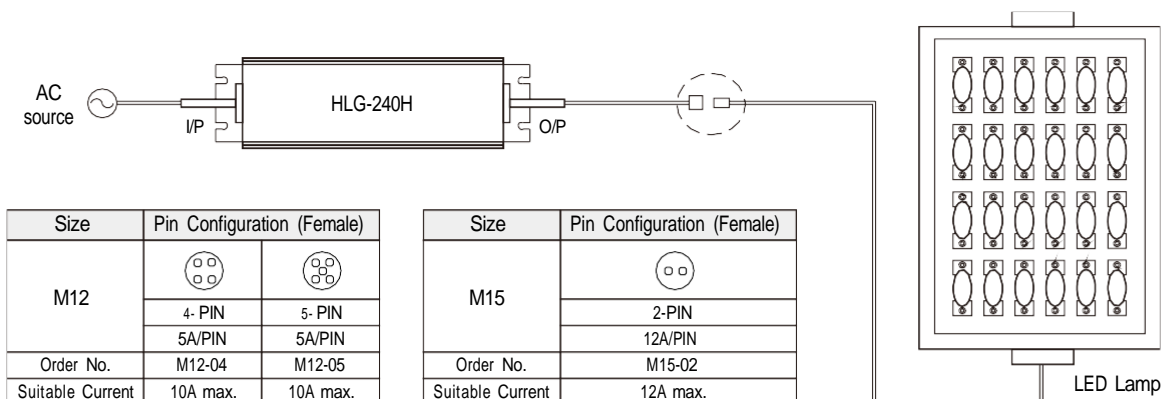 AC
source
I/P
HLG-240H
O/P
Size Pin Configuration (Female)
M12
4- PIN 5- PIN
5A/PIN 5A/PIN
Order No. M12-04 M12-05
Suitable Current 10A max. 10A max.
Size Pin Configuration (Female)
M15
2-PIN
12A/PIN
Order No. M15-02
Suitable Current 12A max.
LED Lamp